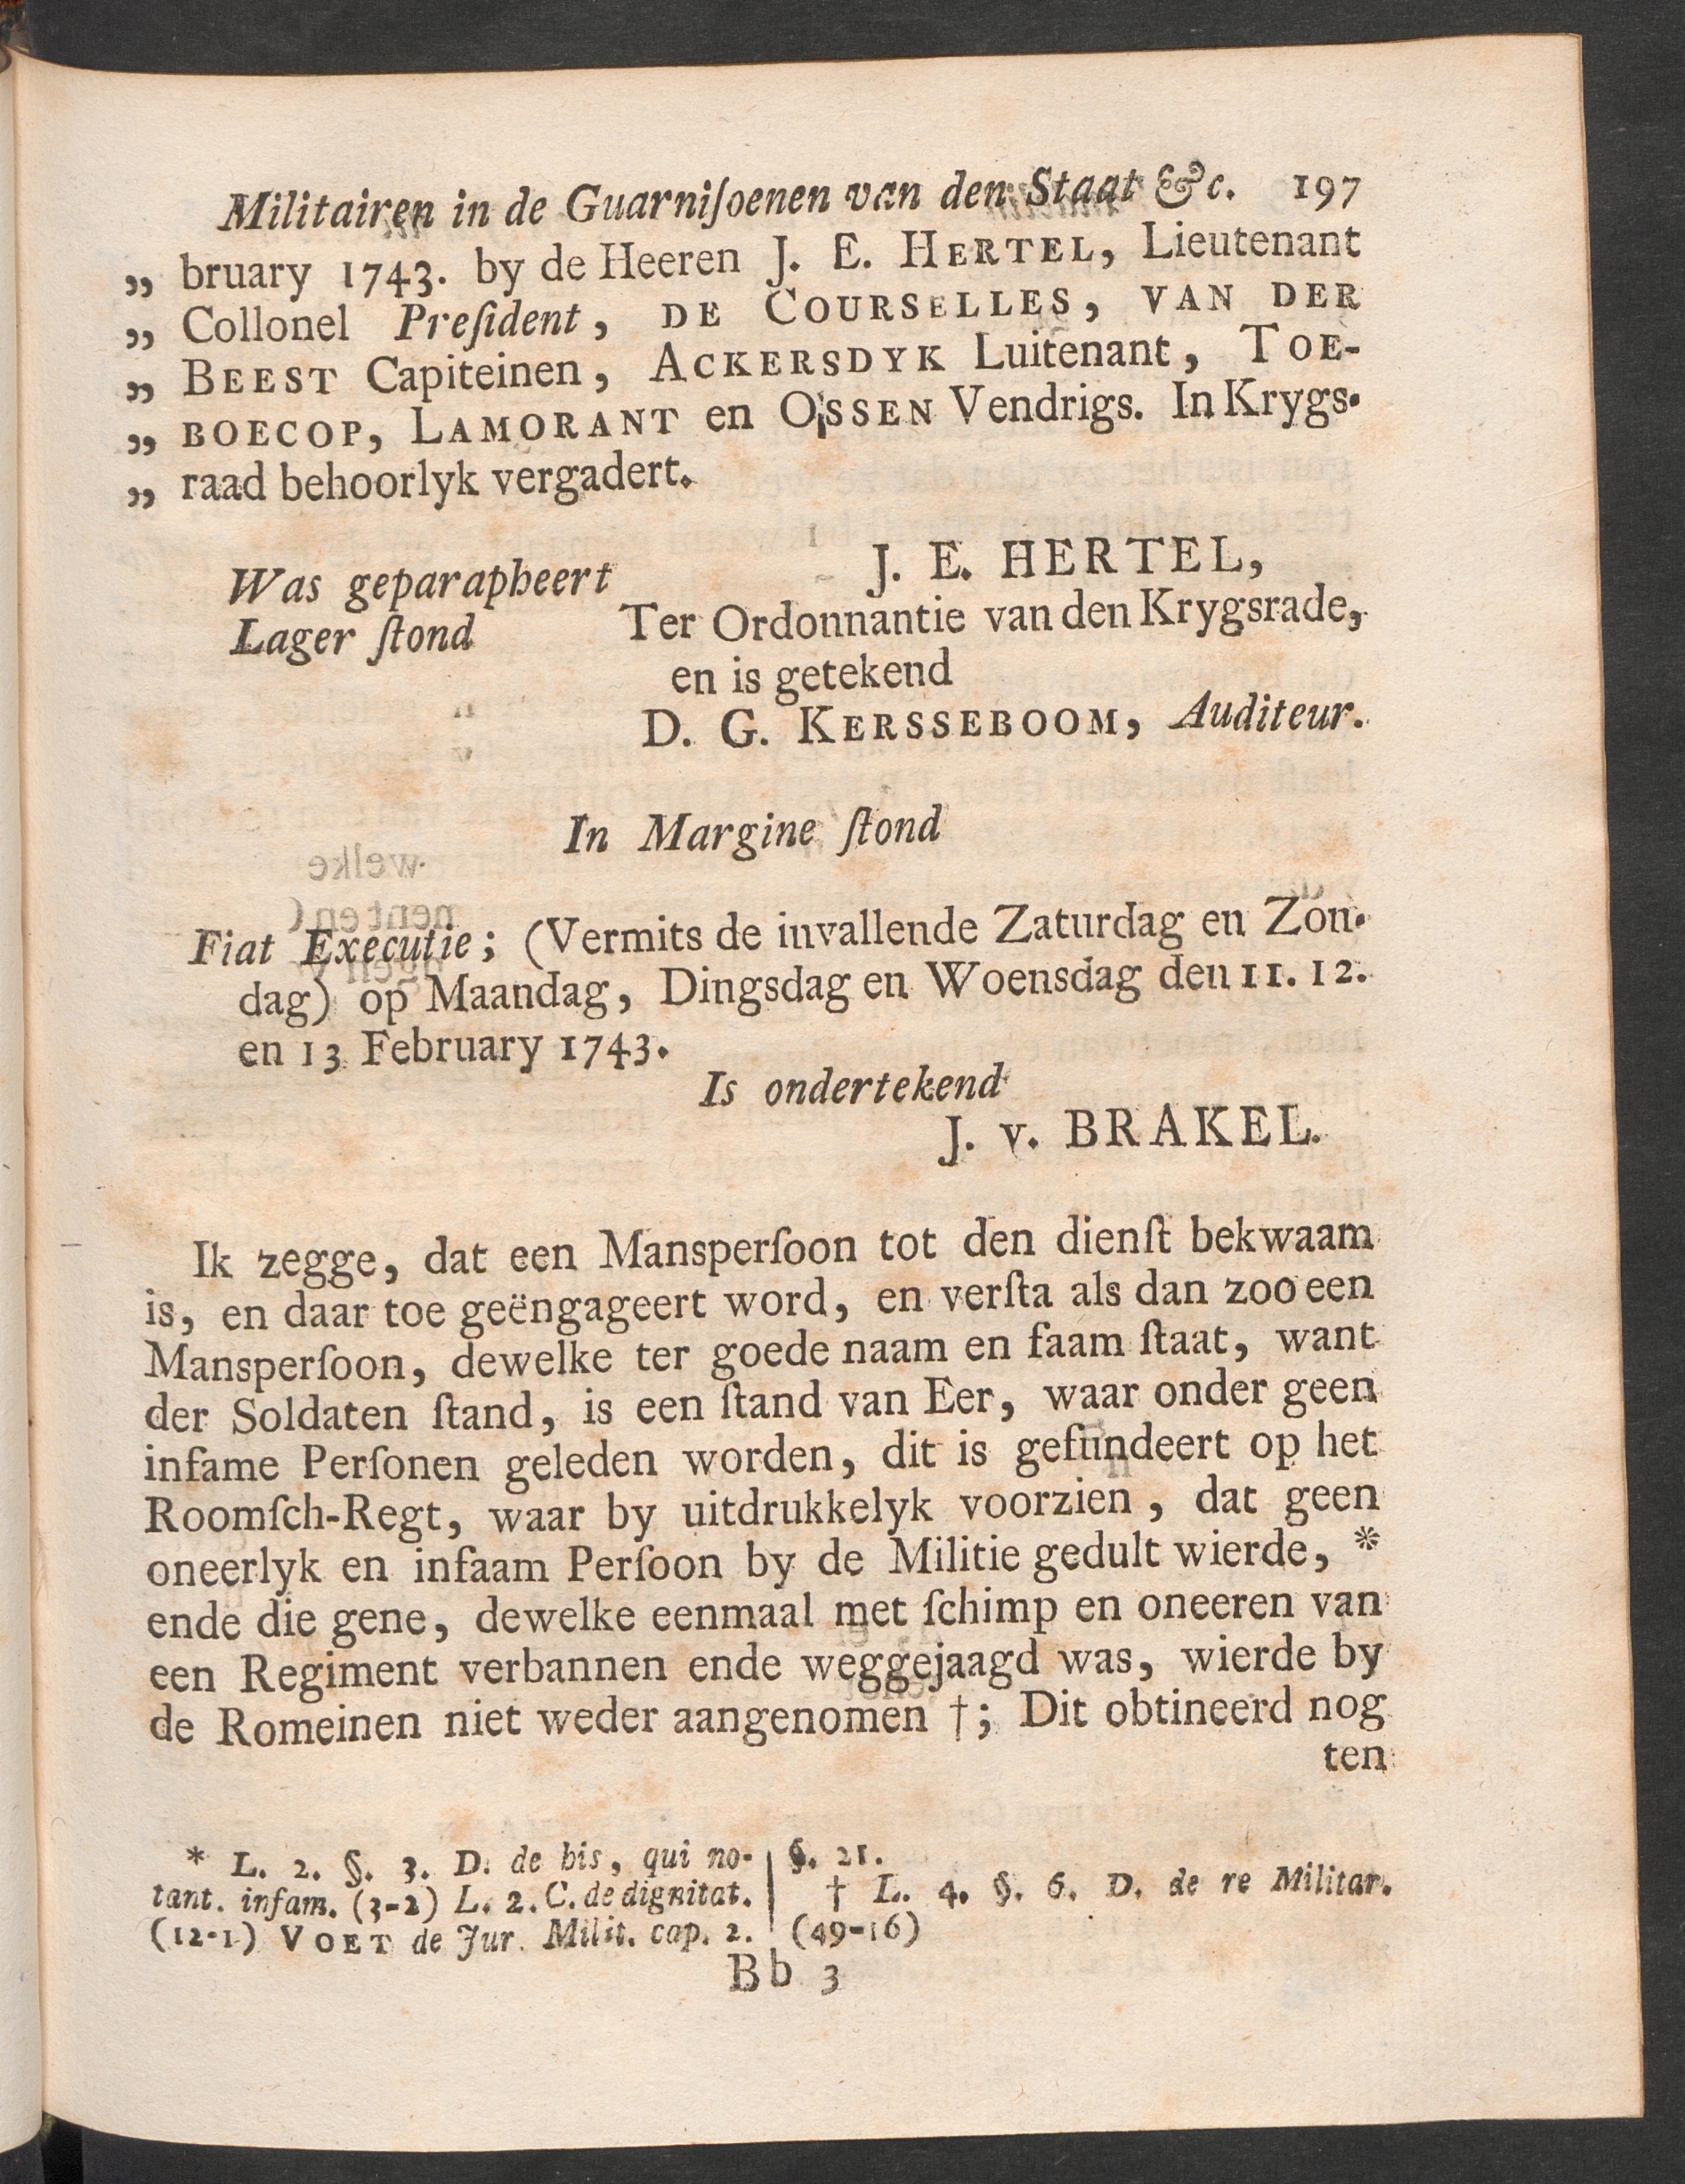 Militairen in de Guarniſoenen van den Staat &c. 197
„ bruary 1743. by de Heeren J. E. HERTEL, Lieutenant
„ Collonel Preſident, DE COURSELLES, VAN DER
„ BEEST Capiteinen, ACKERSDYK Luitenant, TOE-
„ BOECOP, LAMORANT en OSSEN Vendrigs. In Krygs-
„ raad behoorlyk vergadert.
Was geparapheert J. E. HERTEL,
Lager ſtond Ter Ordonnantie van den Krygsrade,
en is getekend
D. G. KERSSEBOOM, Auditeur.
In Margine ſtond
Fiat Executie; (Vermits de invallende Zaturdag en Zon-
dag) op Maandag, Dingsdag en Woensdag den 11. 12.
en 13 February 1743.
Is ondertekend
J. v. BRAKEL.
Ik zegge, dat een Mansperſoon tot den dienſt bekwaam
is, en daar toe geëngageert word, en verſta als dan zoo een
Mansperſoon, dewelke ter goede naam en faam ſtaat, want
der Soldaten ſtand, is een ſtand van Eer, waar onder geen
infame Perſonen geleden worden, dit is gefundeert op het
Roomſch-Regt, waar by uitdrukkelyk voorzien, dat geen
oneerlyk en infaam Perſoon by de Militie gedult wierde, *
ende die gene, dewelke eenmaal met ſchimp en oneeren van
een Regiment verbannen ende weggejaagd was, wierde by
de Romeinen niet weder aangenomen †; Dit obtineerd nog
ten
* L. 2. §. 3. D. de his, qui no-
tant. infam. (3-2) L. 2. C. de dignitat.
(12-1) VOET de Jur. Milit. cap. 2.
§. 21.
† L. 4. §. 6. D. de re Militar.
(49-16)
Bb 3